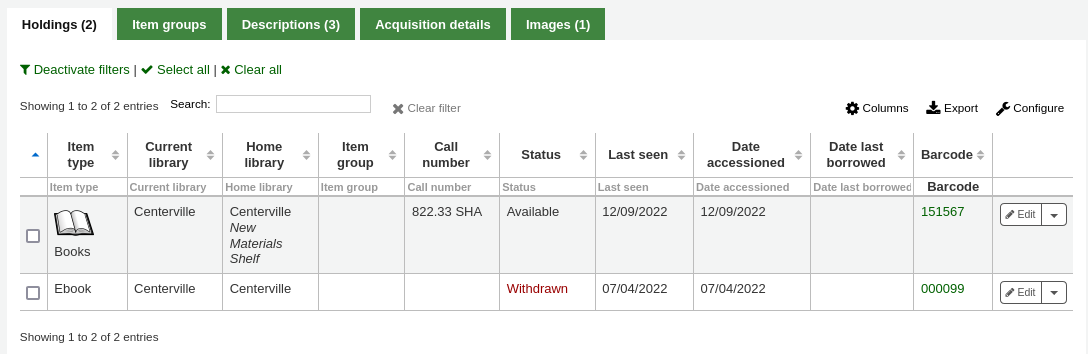 Holdings (2) Item groups Descriptions (3) Acquisition details Images (1)
Deactivate filters | Select all | Clear all
Showing 1 to 2 of 2 entries Search: Clear filter Columns Export Configure
Item type Current library Home library Item group Call number Status Last seen Date accessioned Date last borrowed Barcode
Item type Current library Home library Item group Call number Status Last seen Date accessioned Date last borrowed Barcode
Books Centerville Centerville New Materials Shelf 822.33 SHA Available 12/09/2022 12/09/2022 151567 Edit
Ebook Centerville Centerville Withdrawn 07/04/2022 07/04/2022 000099 Edit
Showing 1 to 2 of 2 entries